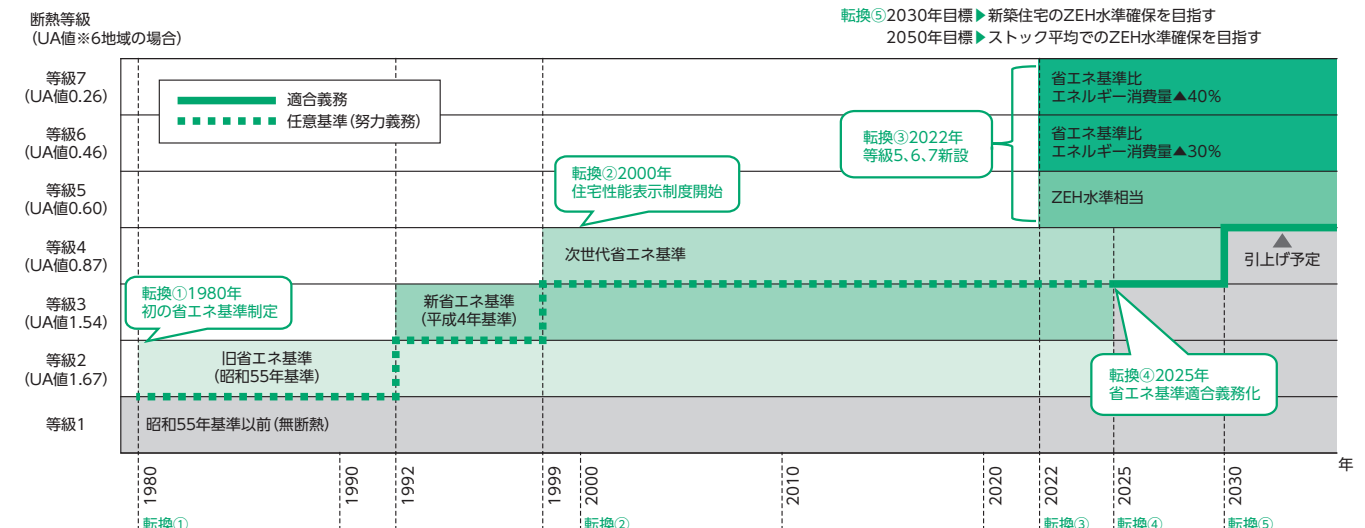 断熱等級
(UA値※6地域の場合)
転換⑤2030年目標▶新築住宅のZEH水準確保を目指す
2050年目標▶ストック平均でのZEH水準確保を目指す
等級7
(UA値0.26)
等級6
(UA値0.46)
等級5
(UA値0.60)
等級4
(UA値0.87)
等級3
(UA値1.54)
等級2
(UA値1.67)
等級1
適合義務
任意基準(努力義務)
転換③2022年
等級5、6、7新設
省エネ基準比
エネルギー消費量▲40%
省エネ基準比
エネルギー消費量▲30%
ZEH水準相当
転換②2000年
住宅性能表示制度開始
次世代省エネ基準
引上げ予定
転換①1980年
初の省エネ基準制定
新省エネ基準
(平成4年基準)
旧省エネ基準
(昭和55年基準)
転換④2025年
省エネ基準適合義務化
昭和55年基準以前(無断熱)
年
1980
1990
1992
1999
2000
2010
2020
2022
2025
2030
転換①
転換②
転換③
転換④
転換⑤